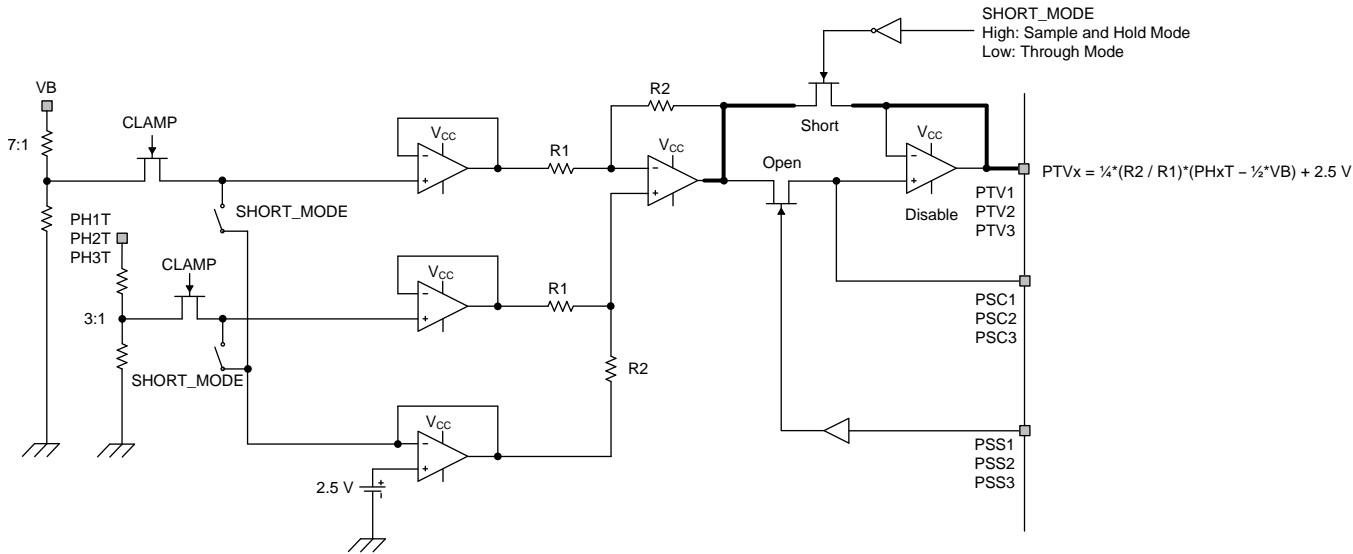 SHORT_MODE
High: Sample and Hold Mode
Low: Through Mode
VB
7:1
CLAMP
VCC
−
+
R1
R2
VCC
−
+
Short
Open
VCC
−
+
Disable
PTVx = ¼*(R2 / R1)*(PHxT – ½*VB) + 2.5 V
PTV1
PTV2
PTV3
SHORT_MODE
PH1T
PH2T
PH3T
CLAMP
3:1
VCC
−
+
R1
PSC1
PSC2
PSC3
SHORT_MODE
R2
VCC
−
+
2.5 V
+
PSS1
PSS2
PSS3